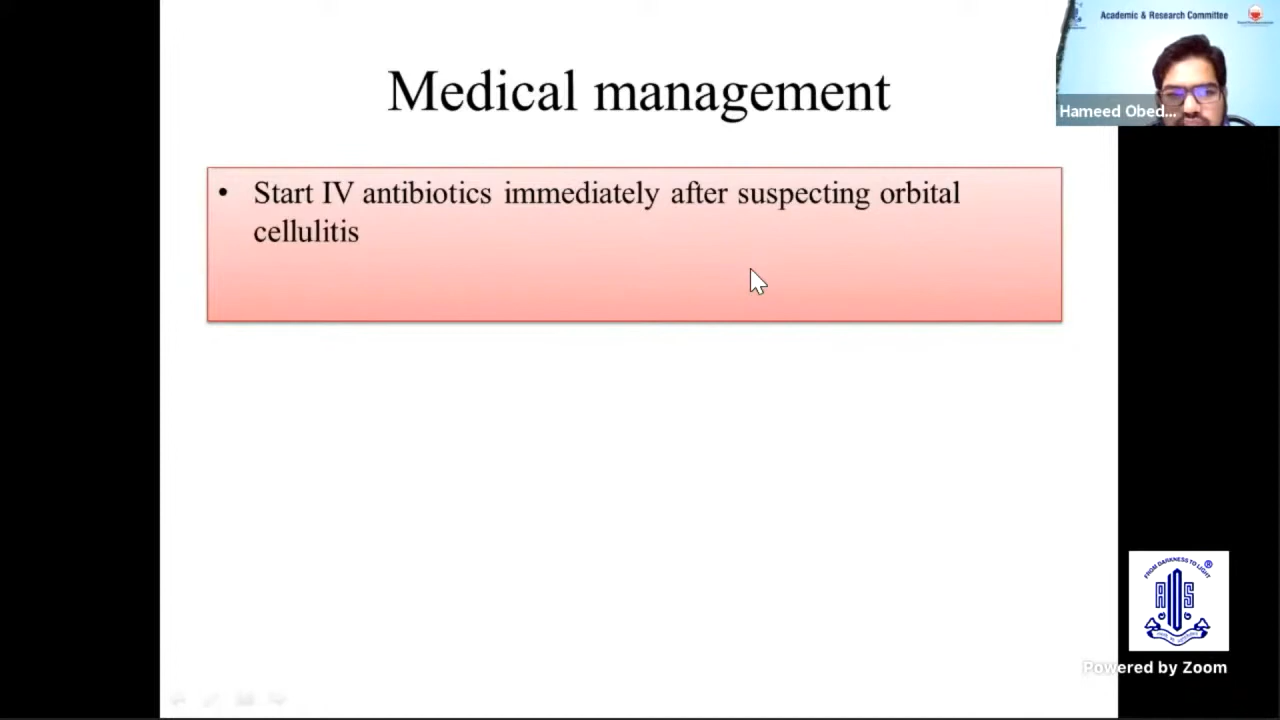 Academic & Research Committee
Medical management
Hameed Obed...
• Start IV antibiotics immediately after suspecting orbital
cellulitis
FROM DARKNESS TO LIGHT
®
AIOS
Powered by Zoom